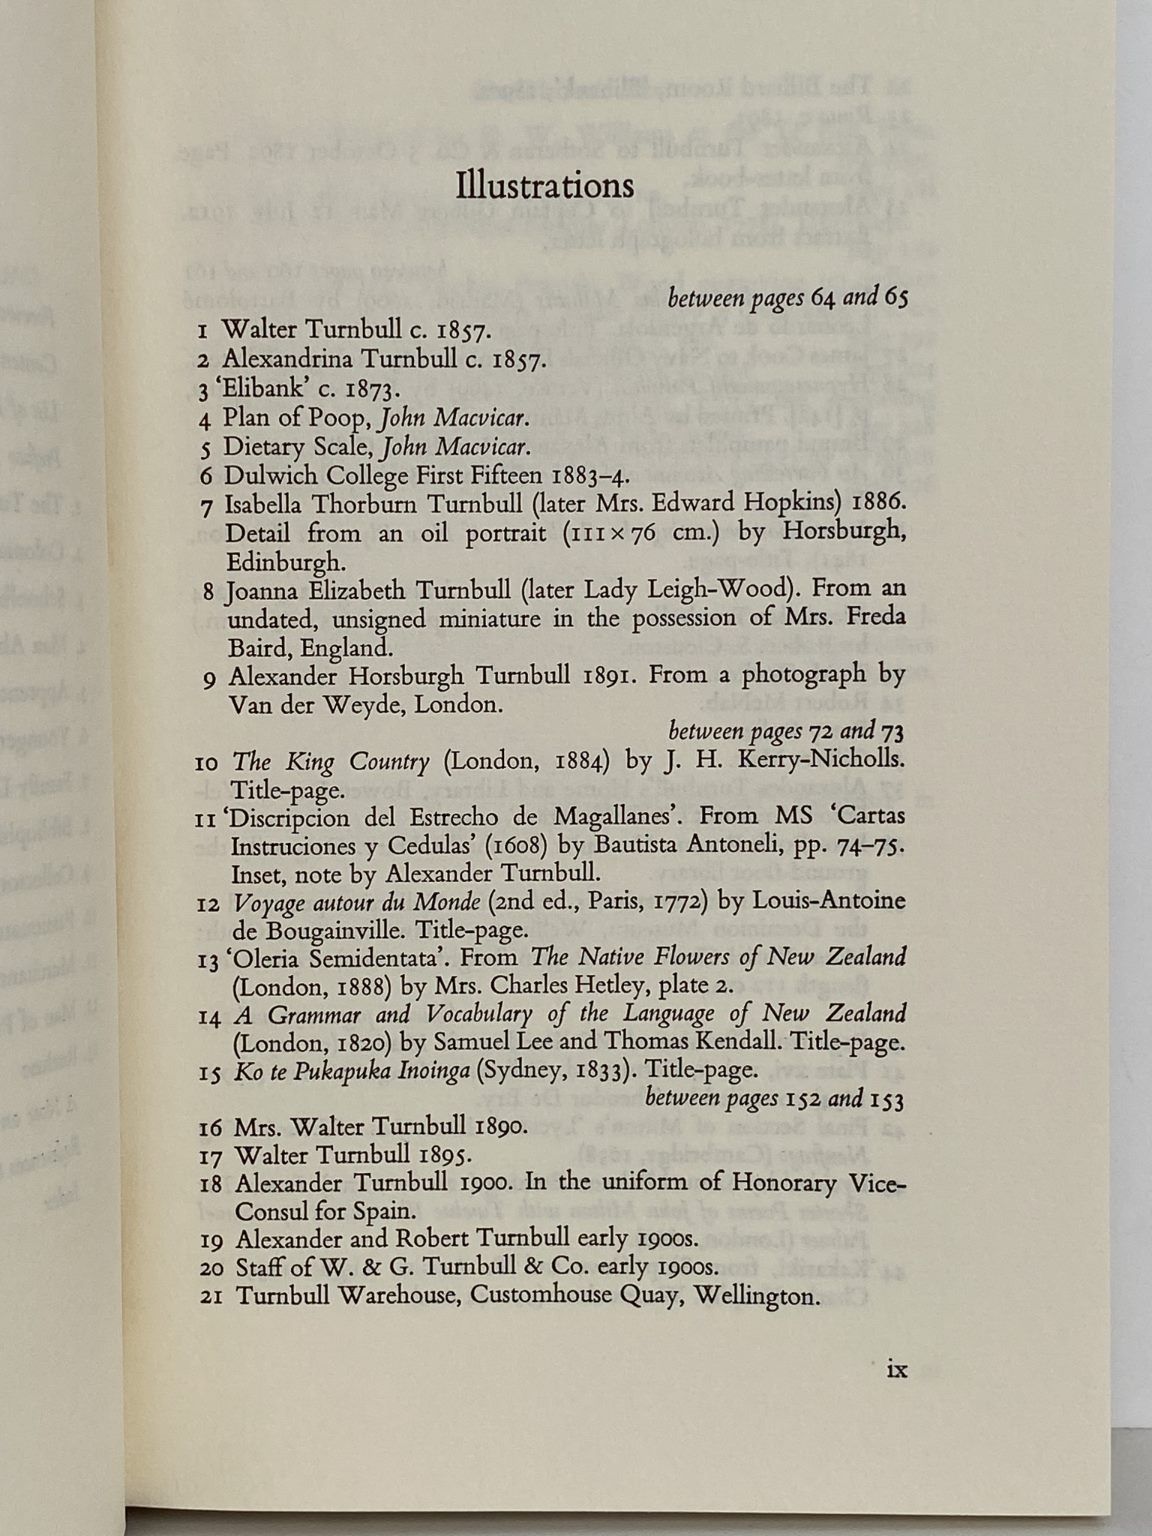 Illustrations
between pages 64 and 65
1 Walter Turnbull c. 1857.
2 Alexandrina Turnbull c. 1857.
3 ‘Elibank’ c. 1873.
4 Plan of Poop, John Macvicar.
5 Dietary Scale, John Macvicar.
6 Dulwich College First Fifteen 1883–4.
7 Isabella Thorburn Turnbull (later Mrs. Edward Hopkins) 1886.
Detail from an oil portrait (111 × 76 cm.) by Horsburgh,
Edinburgh.
8 Joanna Elizabeth Turnbull (later Lady Leigh-Wood). From an
undated, unsigned miniature in the possession of Mrs. Freda
Baird, England.
9 Alexander Horsburgh Turnbull 1891. From a photograph by
Van der Weyde, London.
between pages 72 and 73
10 The King Country (London, 1884) by J. H. Kerry-Nicholls.
Title-page.
11 ‘Discripcion del Estrecho de Magallanes’. From MS ‘Cartas
Instruciones y Cedulas’ (1608) by Bautista Antoneli, pp. 74–75.
Inset, note by Alexander Turnbull.
12 Voyage autour du Monde (2nd ed., Paris, 1772) by Louis-Antoine
de Bougainville. Title-page.
13 ‘Oleria Semidentata’. From The Native Flowers of New Zealand
(London, 1888) by Mrs. Charles Hetley, plate 2.
14 A Grammar and Vocabulary of the Language of New Zealand
(London, 1820) by Samuel Lee and Thomas Kendall. Title-page.
15 Ko te Pukapuka Inoinga (Sydney, 1833). Title-page.
between pages 152 and 153
16 Mrs. Walter Turnbull 1890.
17 Walter Turnbull 1895.
18 Alexander Turnbull 1900. In the uniform of Honorary Vice-
Consul for Spain.
19 Alexander and Robert Turnbull early 1900s.
20 Staff of W. & G. Turnbull & Co. early 1900s.
21 Turnbull Warehouse, Customhouse Quay, Wellington.
ix